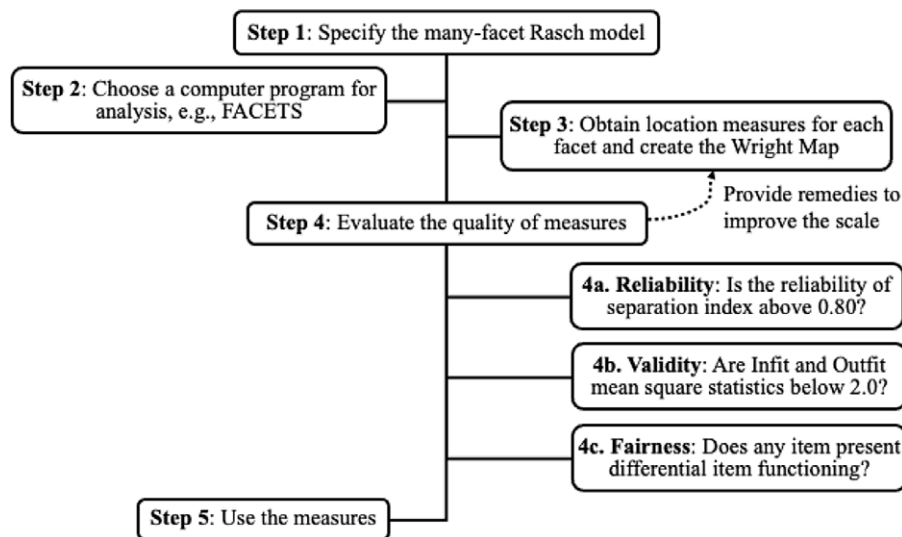 Step 1: Specify the many-facet Rasch model
Step 2: Choose a computer program for
analysis, e.g., FACETS
Step 3: Obtain location measures for each
facet and create the Wright Map
Provide remedies to
improve the scale
Step 4: Evaluate the quality of measures
4a. Reliability: Is the reliability of
separation index above 0.80?
4b. Validity: Are Infit and Outfit
mean square statistics below 2.0?
4c. Fairness: Does any item present
differential item functioning?
Step 5: Use the measures